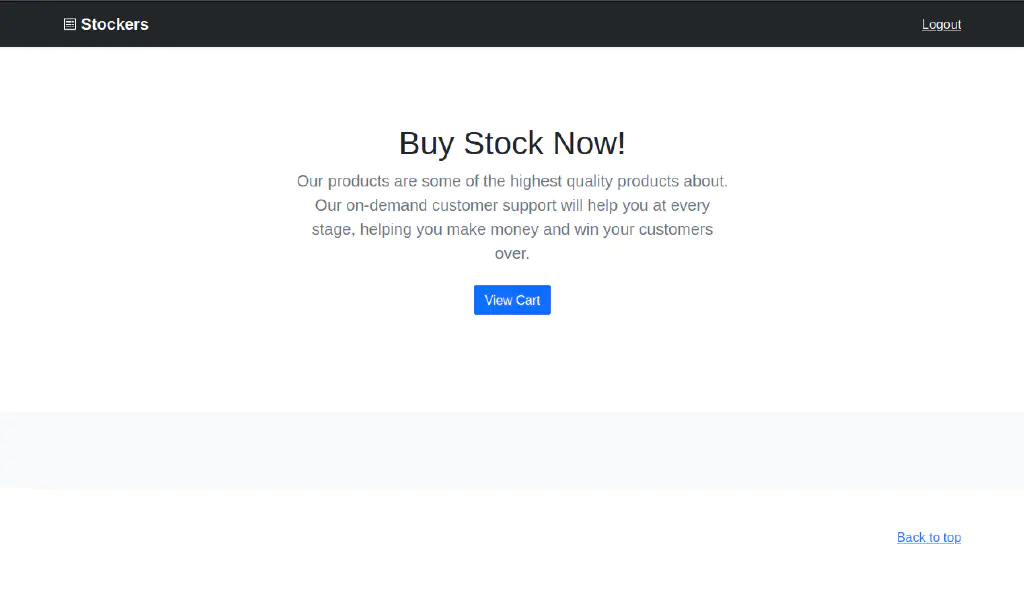 Stockers
Logout
Buy Stock Now!
Our products are some of the highest quality products about.
Our on-demand customer support will help you at every
stage, helping you make money and win your customers
over.
View Cart
Back to top